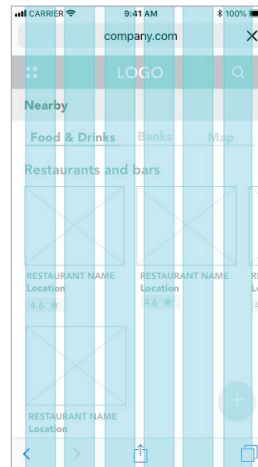 CARRIER 9:41 AM 100%
company.com
LOGO
Nearby
Food & Drinks Banks Map
Restaurants and bars
RESTAURANT NAME RESTAURANT NAME
Location Location
4.6 4.6
RESTAURANT NAME
Location